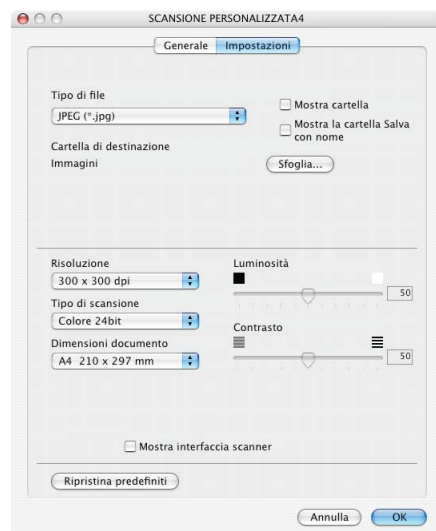 SCANSIONE PERSONALIZZATA4
Generale Impostazioni
Tipo di file
JPEG (*.jpg)
Mostra cartella
Mostra la cartella Salva
con nome
Cartella di destinazione
Immagini
Sfoglia...
Risoluzione
300 x 300 dpi
Tipo di scansione
Colore 24bit
Dimensioni documento
A4 210 x 297 mm
Luminosità
50
Contrasto
50
Mostra interfaccia scanner
Ripristina predefiniti
Annulla OK